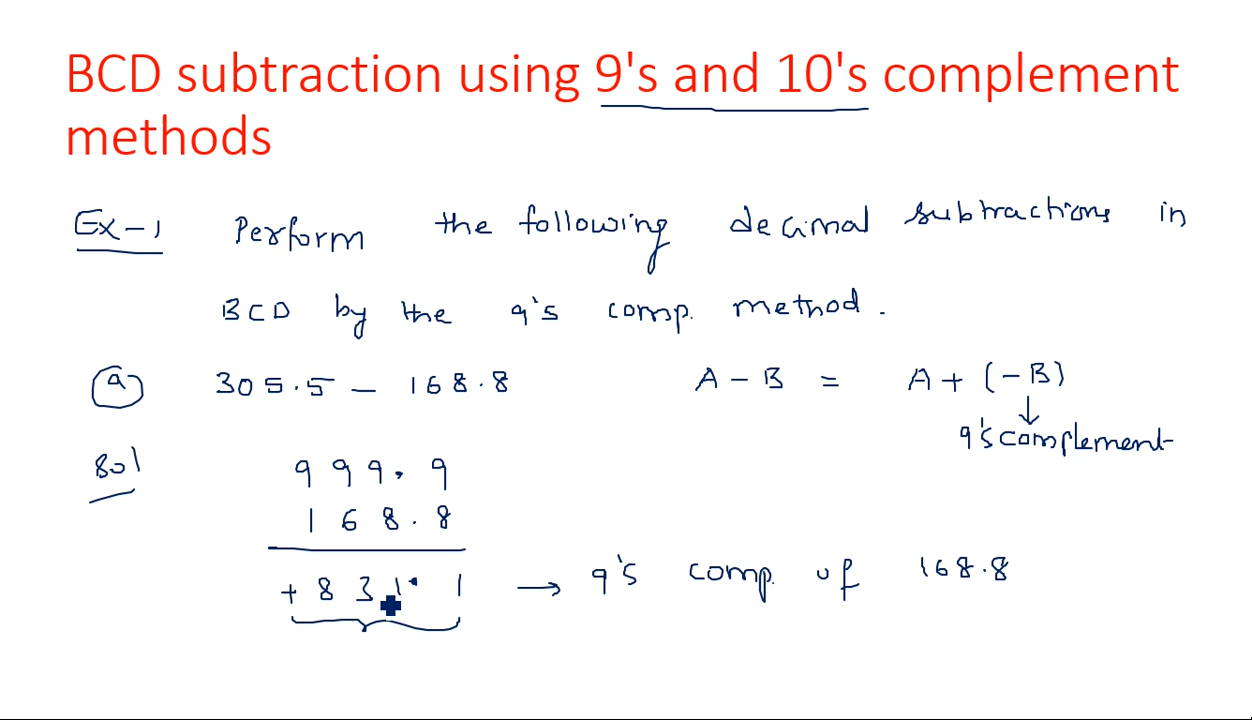 BCD subtraction using 9's and 10's complement
methods
Ex-1 Perform the following decimal subtractions in
BCD by the 9's comp. method.
(a) 305.5 - 168.8 A - B = A + (-B)
↓
9's complement
Sol 999.9
168.8
+831.1 → 9's comp. of 168.8